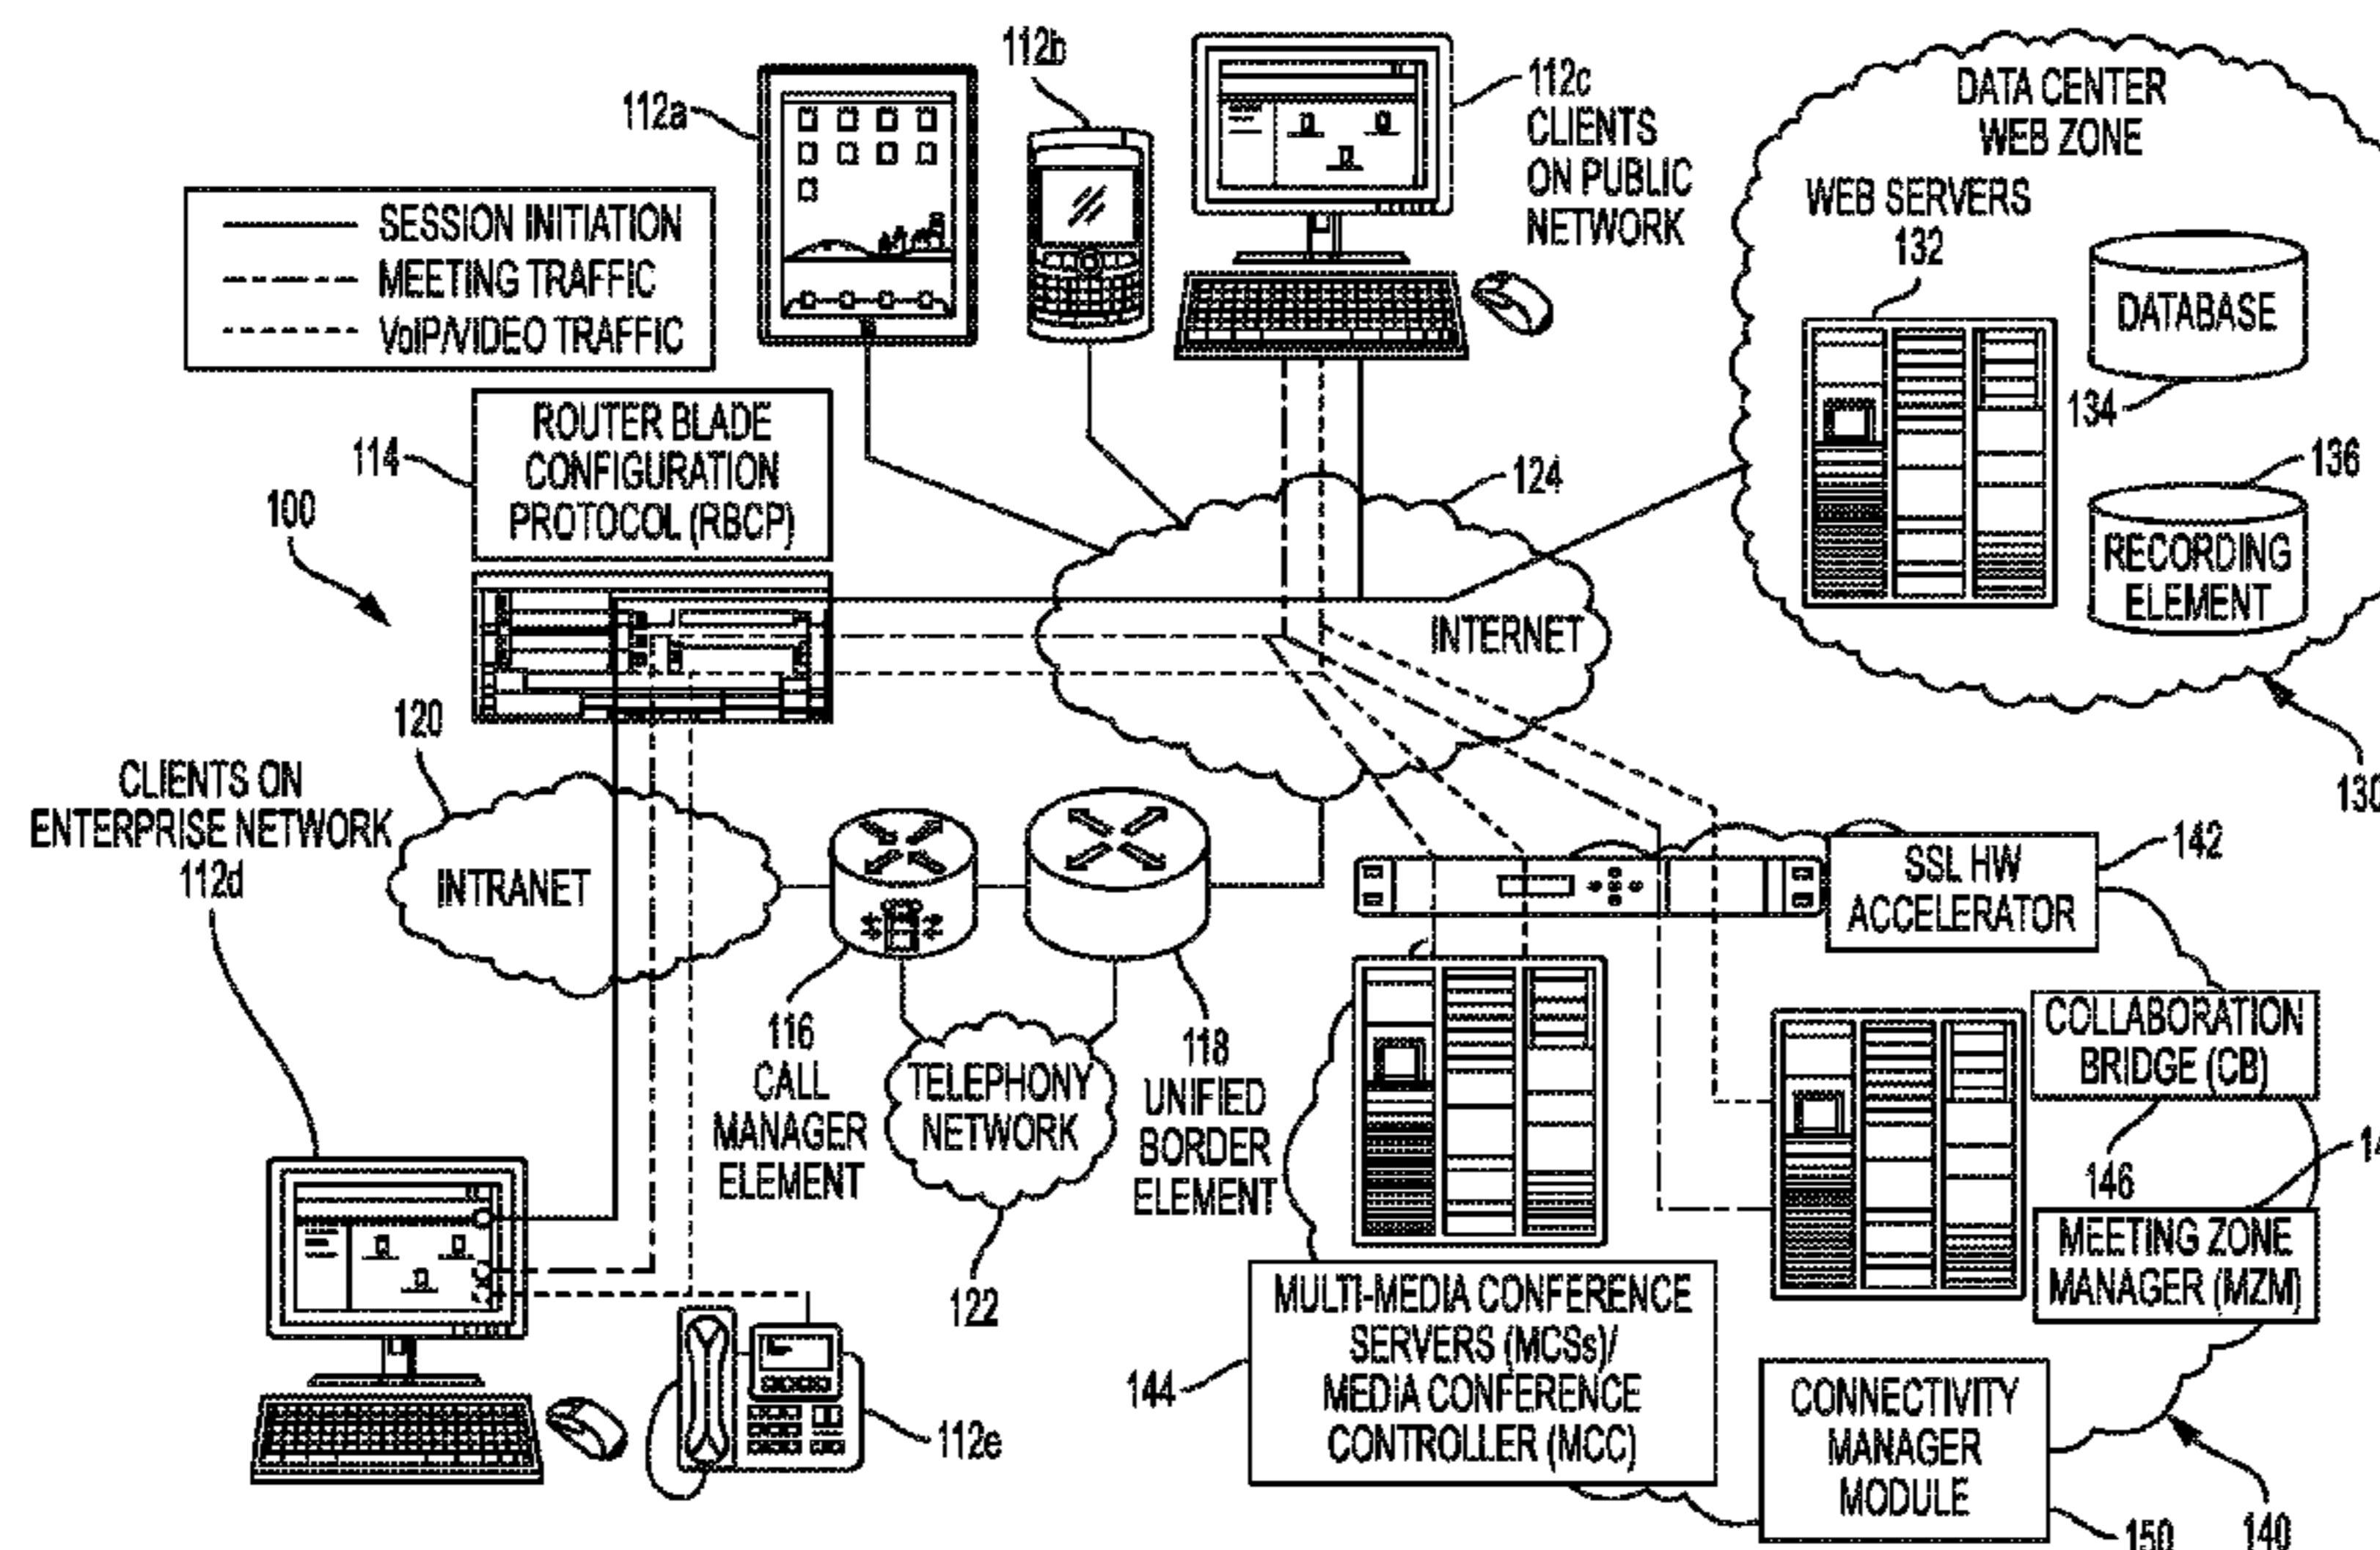 112a
112b
112c
CLIENTS
ON PUBLIC
NETWORK
DATA CENTER
WEB ZONE
WEB SERVERS
132
DATABASE
134
136
RECORDING
ELEMENT
130
SESSION INITIATION
MEETING TRAFFIC
VoIP/VIDEO TRAFFIC
114
ROUTER BLADE
CONFIGURATION
PROTOCOL (RBCP)
100
124
INTERNET
120
CLIENTS ON
ENTERPRISE NETWORK
112d
INTRANET
116
CALL
MANAGER
ELEMENT
TELEPHONY
NETWORK
122
118
UNIFIED
BORDER
ELEMENT
SSL HW
ACCELERATOR
142
COLLABORATION
BRIDGE (CB)
146
MEETING ZONE
MANAGER (MZM)
MULTI-MEDIA CONFERENCE
SERVERS (MCSs)/
MEDIA CONFERENCE
CONTROLLER (MCC)
144
CONNECTIVITY
MANAGER
MODULE
150
140
112e